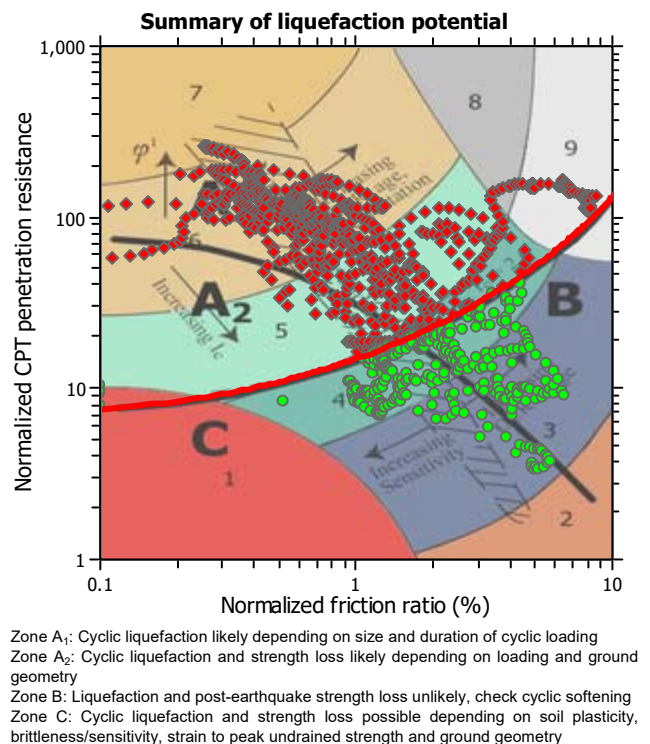 Summary of liquefaction potential
1,000
100
10
1
Normalized CPT penetration resistance
7
8
9
φ'
6
A2
Increasing Ic
5
B
4
C
1
Increasing
Sensitivity
3
2
0.1
1
10
Normalized friction ratio (%)
Zone A1: Cyclic liquefaction likely depending on size and duration of cyclic loading
Zone A2: Cyclic liquefaction and strength loss likely depending on loading and ground
geometry
Zone B: Liquefaction and post-earthquake strength loss unlikely, check cyclic softening
Zone C: Cyclic liquefaction and strength loss possible depending on soil plasticity,
brittleness/sensitivity, strain to peak undrained strength and ground geometry